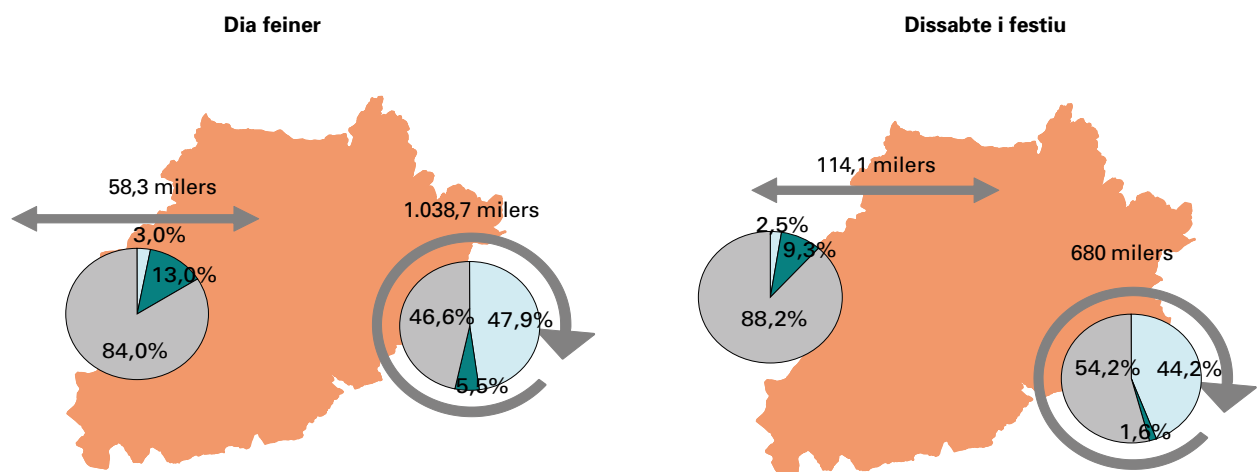 Dia feiner
58,3 milers
3,0%
13,0%
84,0%
1.038,7 milers
46,6%
47,9%
5,5%
Dissabte i festiu
114,1 milers
2,5%
9,3%
88,2%
680 milers
54,2%
44,2%
1,6%